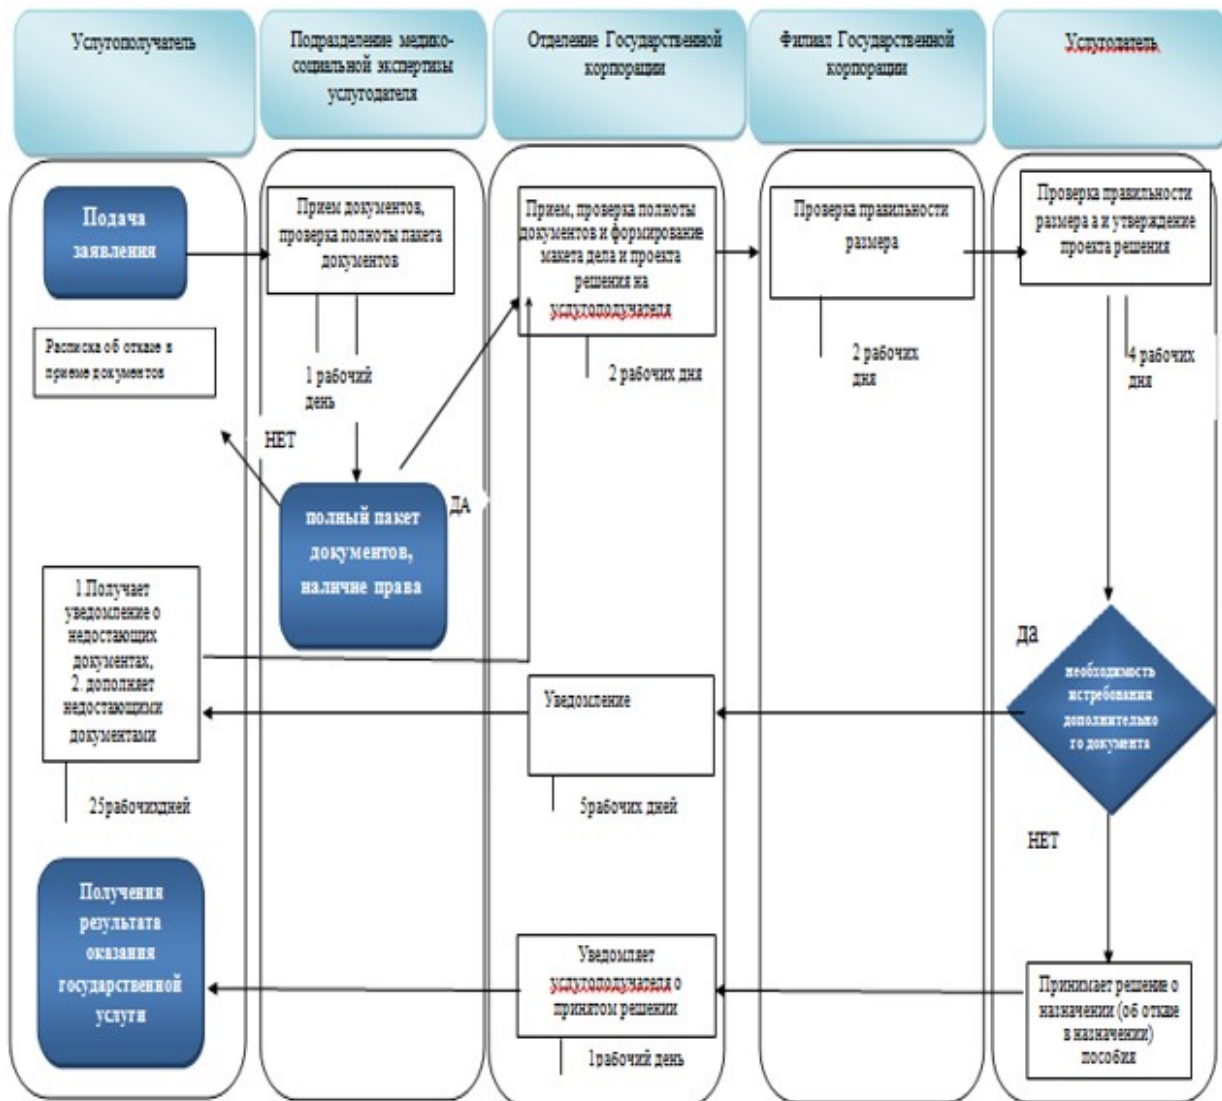 Услугополучатель
Подразделение медико-
социальной экспертизы
услугодателя
Отделение Государственной
корпорации
Филиал Государственной
корпорации
Услугодатель
Подача
заявления
Прием документов,
проверка полноты пакета
документов
Прием, проверка полноты
документов и формирование
макета дела и проекта
решения на
услугополучателя
Проверка правильности
размера
Проверка правильности
размера а и утверждение
проекта решения
Расписка об отказе в
приеме документов
1 рабочий
день
2 рабочих дня
2 рабочих
дня
4 рабочих
дня
НЕТ
ДА
полный пакет
документов,
наличие права
1.Получает
уведомление о
недостающих
документах,
2. дополняет
недостающими
документами
Уведомление
да
необходимость
истребования
дополнительно
го документа
25рабочихдней
5рабочих дней
НЕТ
Получения
результата
оказания
государственной
услуги
Уведомляет
услугополучателя о
принятом решении
Принимает решение о
назначении (об отказе
в назначении)
пособия
1рабочий день